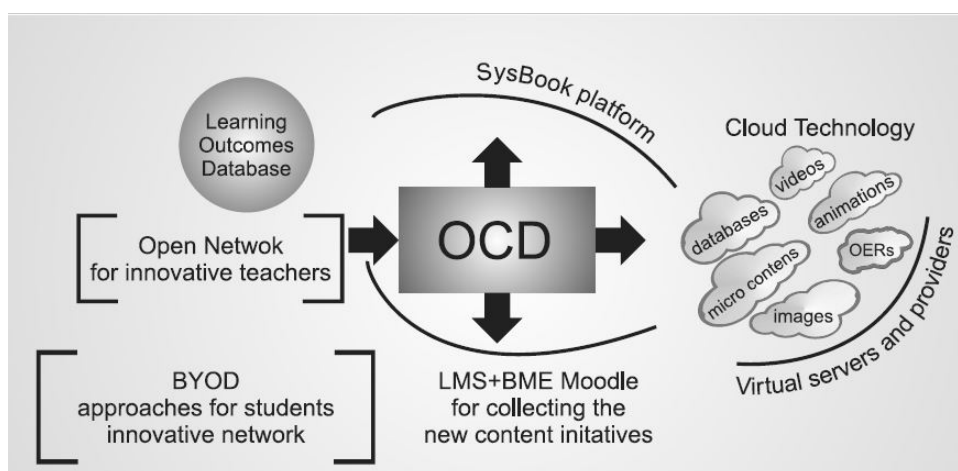 SysBook platform
Learning
Outcomes
Database
Cloud Technology
videos
animations
databases
OERs
micro contens
images
Virtual servers and providers
Open Netwok
for innovative teachers
OCD
BYOD
approaches for students
innovative network
LMS+BME Moodle
for collecting the
new content initatives